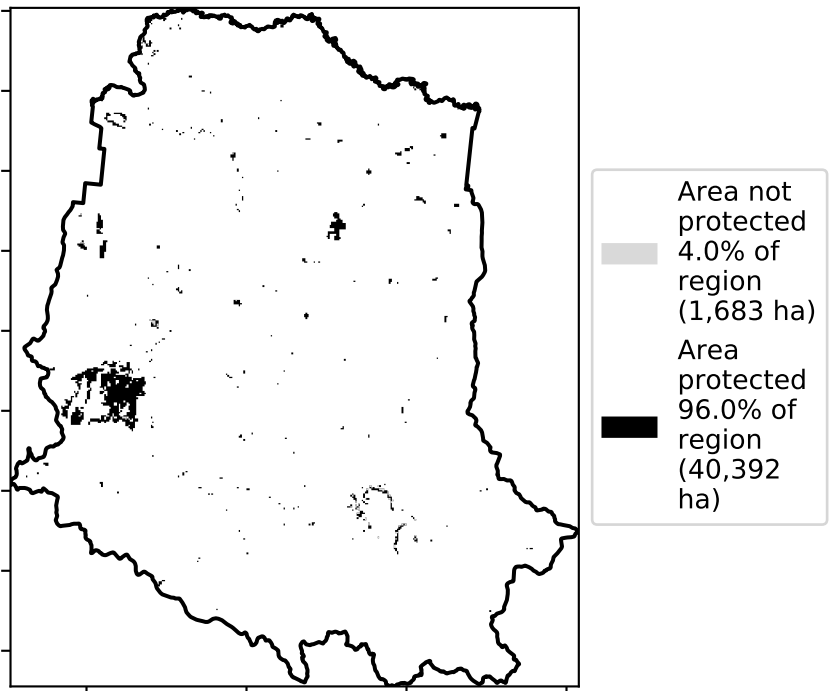 Area not
protected
4.0% of
region
(1,683 ha)
Area
protected
96.0% of
region
(40,392
ha)